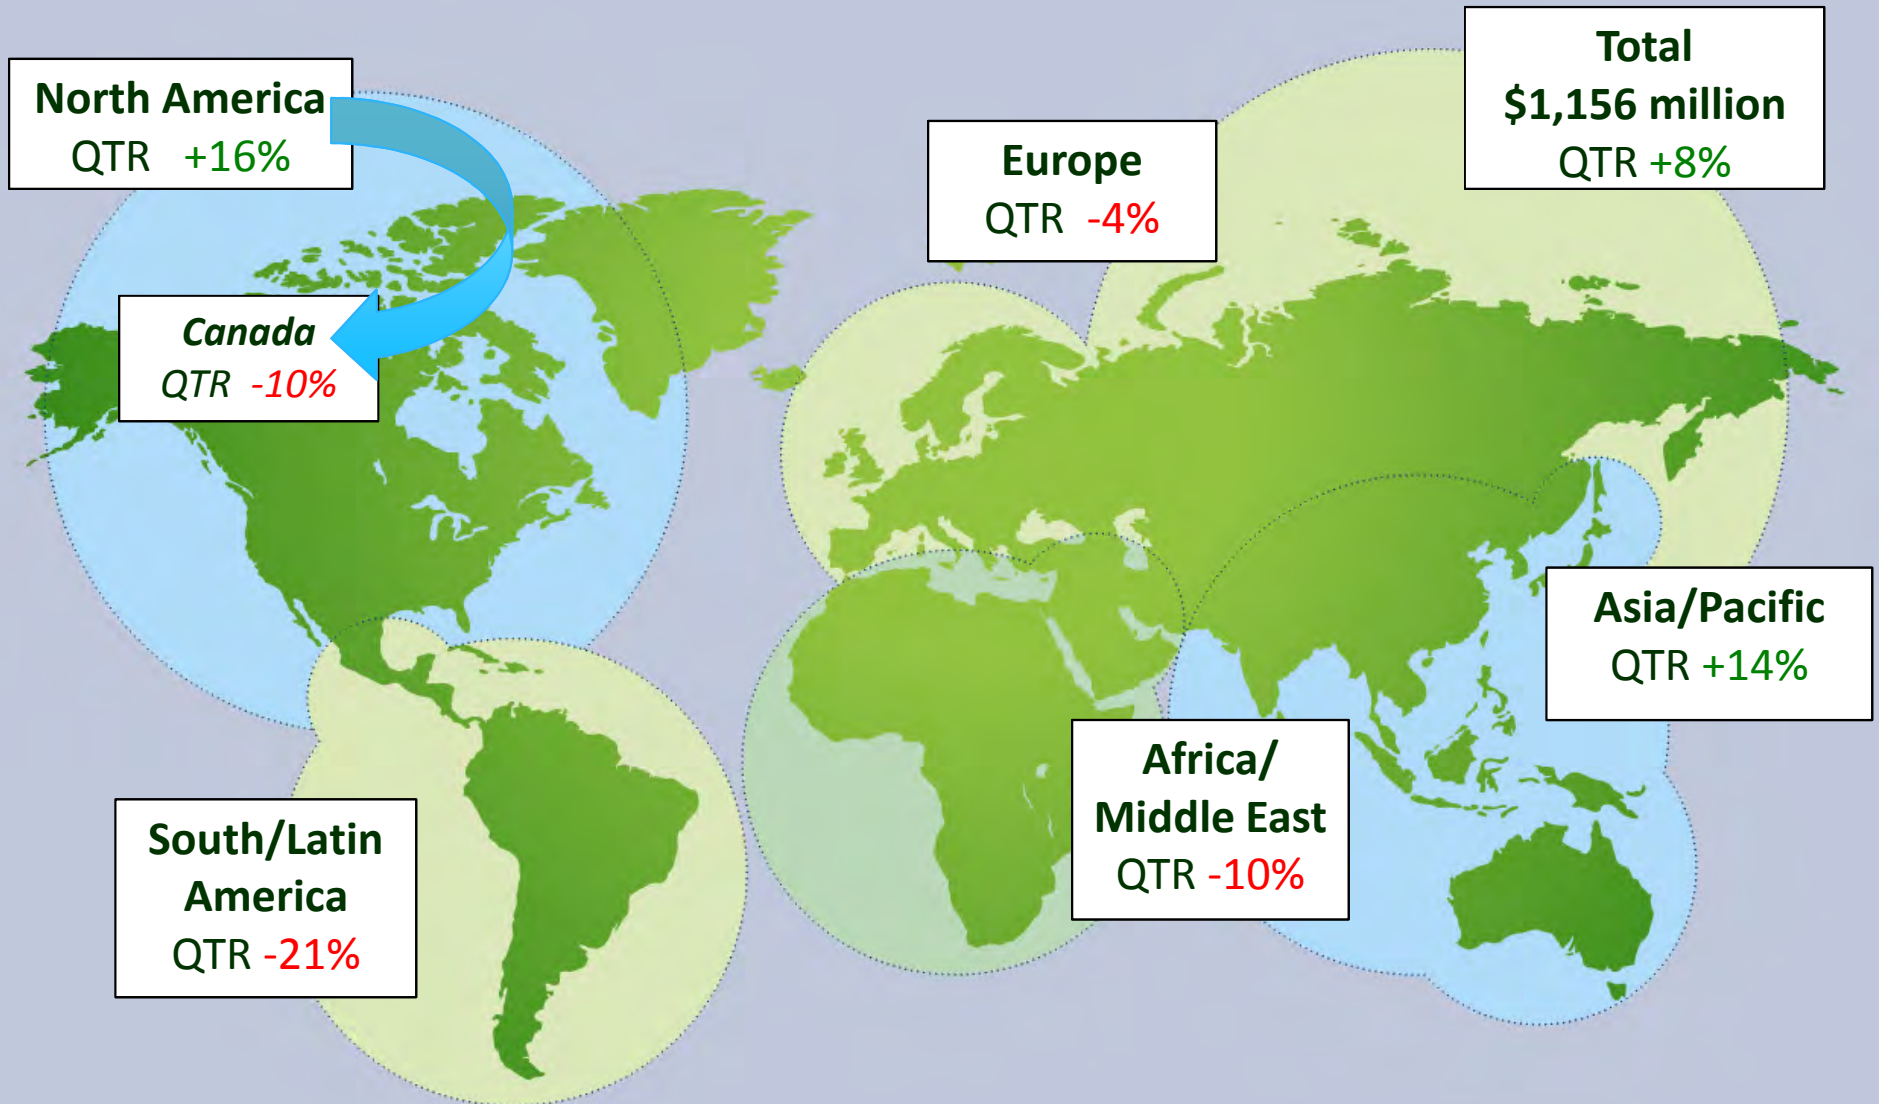 North America
QTR +16%
Canada
QTR -10%
South/Latin
America
QTR -21%
Europe
QTR -4%
Africa/
Middle East
QTR -10%
Total
$1,156 million
QTR +8%
Asia/Pacific
QTR +14%